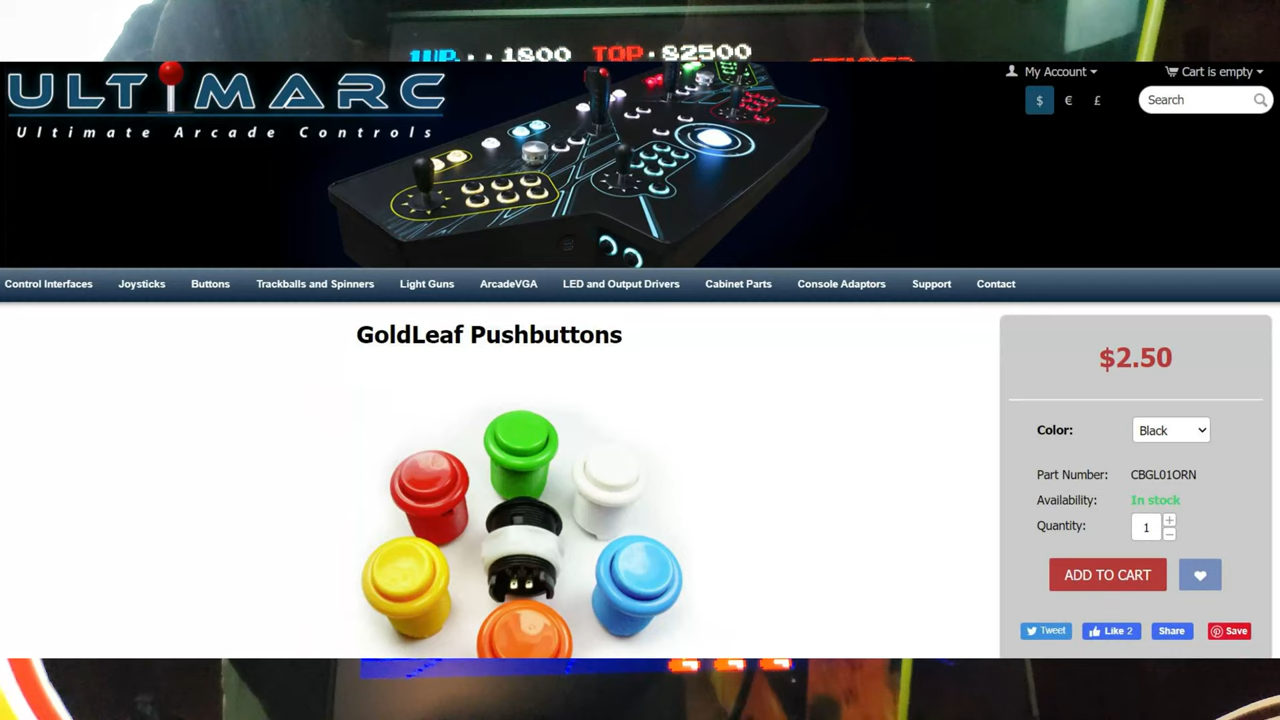 1UP.. 1800 TOP. 82500
ULTIMARC
Ultimate Arcade Controls
My Account
Cart is empty
$ € £
Search
Control Interfaces
Joysticks
Buttons
Trackballs and Spinners
Light Guns
ArcadeVGA
LED and Output Drivers
Cabinet Parts
Console Adaptors
Support
Contact
GoldLeaf Pushbuttons
$2.50
Color: Black
Part Number: CBGL01ORN
Availability: In stock
Quantity: 1 + −
ADD TO CART
Tweet
Like 2
Share
Save